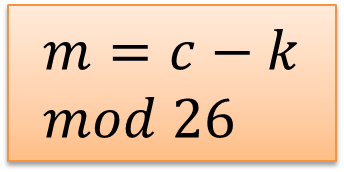 m = c − k
mod 26